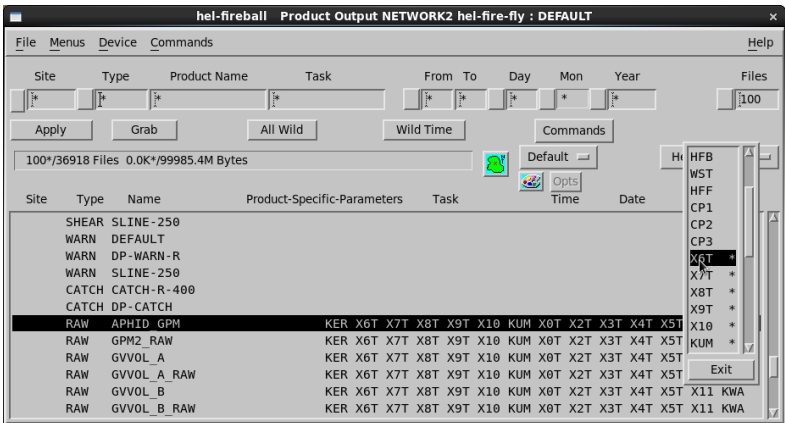 hel-fireball Product Output NETWORK2 hel-fire-fly : DEFAULT ×
File Menus Device Commands Help
Site Type Product Name Task From To Day Mon Year Files
* * * * * * * * * 100
Apply Grab All Wild Wild Time Commands
100*/36918 Files 0.0K*/99985.4M Bytes Default
Opts
Site Type Name Product-Specific-Parameters Task Time Date
SHEAR SLINE-250
WARN DEFAULT
WARN DP-WARN-R
WARN SLINE-250
CATCH CATCH-R-400
CATCH DP-CATCH
RAW APHID_GPM KER X6T X7T X8T X9T X10 KUM X0T X2T X3T X4T X5T
RAW GPM2_RAW KER X6T X7T X8T X9T X10 KUM X0T X2T X3T X4T X5T
RAW GVVOL_A KER X6T X7T X8T X9T X10 KUM X0T X2T X3T X4T X5T
RAW GVVOL_A_RAW KER X6T X7T X8T X9T X10 KUM X0T X2T X3T X4T X5T
RAW GVVOL_B KER X6T X7T X8T X9T X10 KUM X0T X2T X3T X4T X5T X11 KWA
RAW GVVOL_B_RAW KER X6T X7T X8T X9T X10 KUM X0T X2T X3T X4T X5T X11 KWA
HFB
WST
HFF
CP1
CP2
CP3
X6T *
X7T *
X8T *
X9T *
X10 *
KUM *
Exit